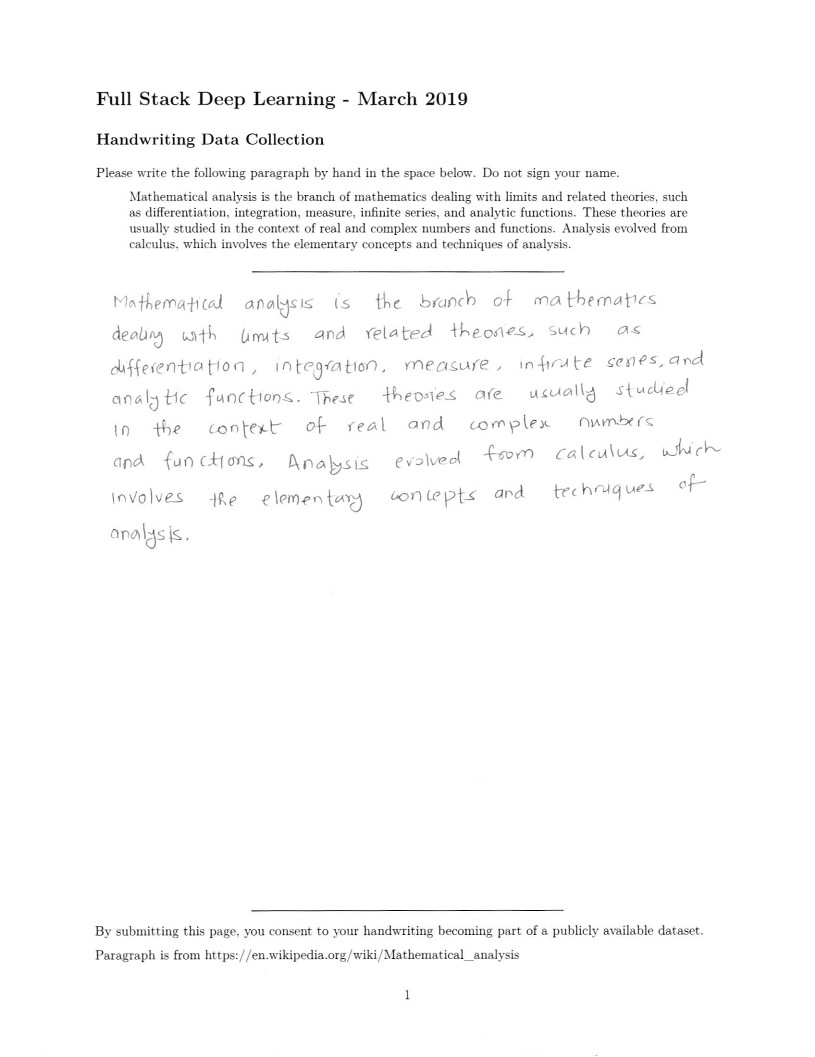 Full Stack Deep Learning - March 2019
Handwriting Data Collection
Please write the following paragraph by hand in the space below. Do not sign your name.
Mathematical analysis is the branch of mathematics dealing with limits and related theories, such
as differentiation, integration, measure, infinite series, and analytic functions. These theories are
usually studied in the context of real and complex numbers and functions. Analysis evolved from
calculus, which involves the elementary concepts and techniques of analysis.
Mathematical analysis is the branch of mathematics
dealing with limits and related theories, such as
differentiation, integration, measure, infinite series, and
analytic functions. These theories are usually studied
in the context of real and complex numbers
and functions. Analysis evolved from calculus, which
involves the elementary concepts and techniques of
analysis.
By submitting this page, you consent to your handwriting becoming part of a publicly available dataset.
Paragraph is from https://en.wikipedia.org/wiki/Mathematical_analysis
1